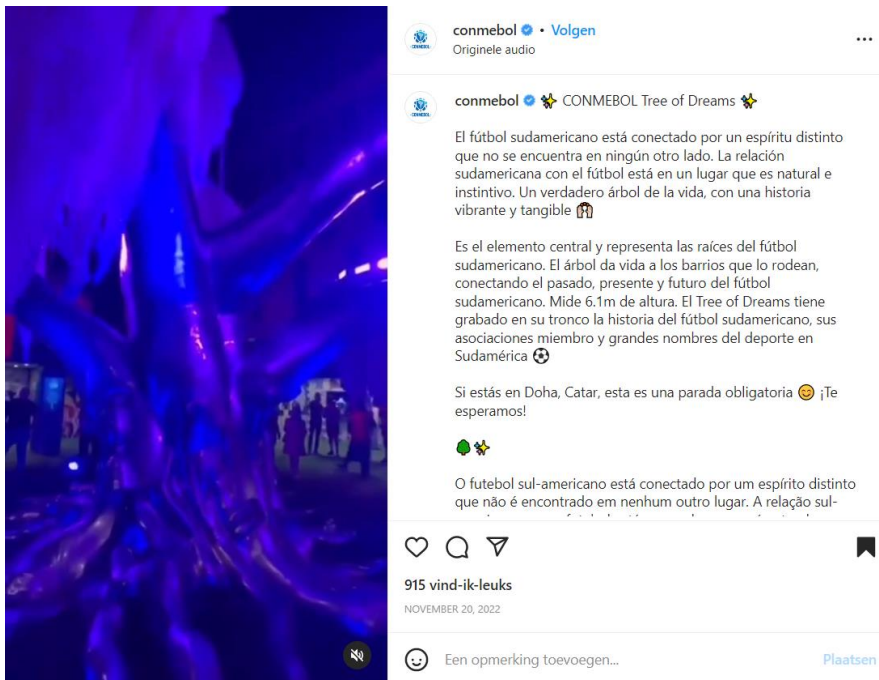 conmebol • Volgen
Originele audio
conmebol ✨ CONMEBOL Tree of Dreams ✨
El fútbol sudamericano está conectado por un espíritu distinto
que no se encuentra en ningún otro lado. La relación
sudamericana con el fútbol está en un lugar que es natural e
instintivo. Un verdadero árbol de la vida, con una historia
vibrante y tangible 🙌
Es el elemento central y representa las raíces del fútbol
sudamericano. El árbol da vida a los barrios que lo rodean,
conectando el pasado, presente y futuro del fútbol
sudamericano. Mide 6.1m de altura. El Tree of Dreams tiene
grabado en su tronco la historia del fútbol sudamericano, sus
asociaciones miembro y grandes nombres del deporte en
Sudamérica ⚽
Si estás en Doha, Catar, esta es una parada obligatoria 😊 ¡Te
esperamos!
🌳✨
O futebol sul-americano está conectado por um espírito distinto
que não é encontrado em nenhum outro lugar. A relação sul-
915 vind-ik-leuks
NOVEMBER 20, 2022
Een opmerking toevoegen...
Plaatsen